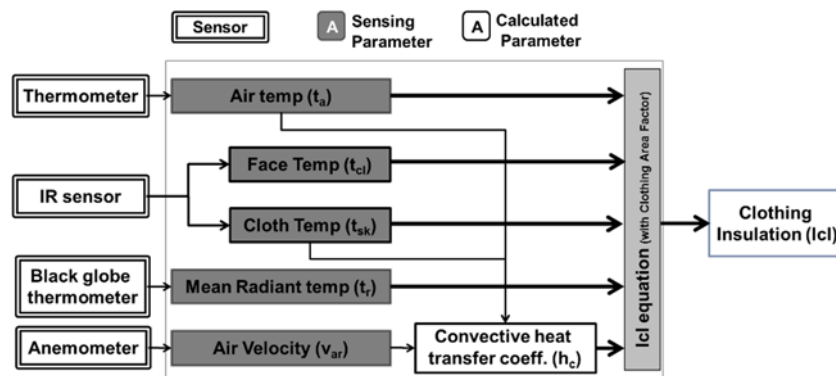 Sensor
A
Sensing
Parameter
A
Calculated
Parameter
Thermometer
Air temp (ta)
IR sensor
Face Temp (tcl)
Cloth Temp (tsk)
Black globe
thermometer
Mean Radiant temp (tr)
Anemometer
Air Velocity (var)
Convective heat
transfer coeff. (hc)
Icl equation (with Clothing Area Factor)
Clothing
Insulation (Icl)